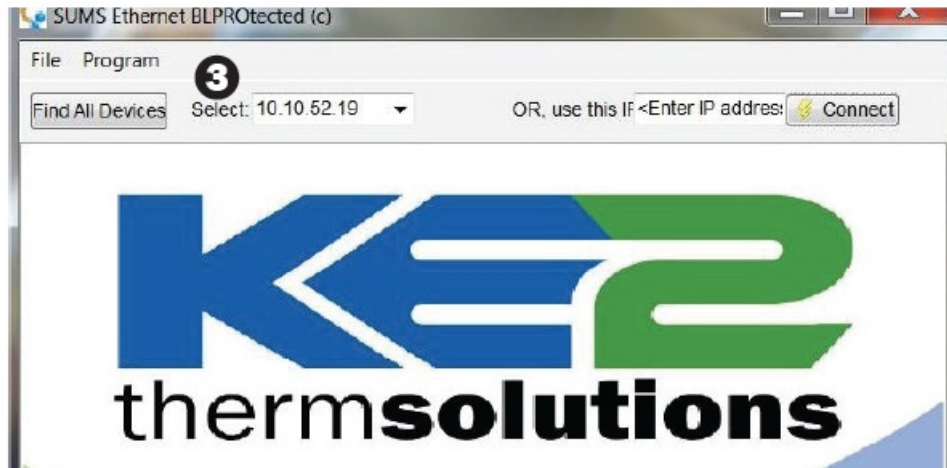 SUMS Ethernet BLPROtected (c)
File Program
3
Find All Devices Select: 10.10.52.19 OR, use this IF <Enter IP address: Connect
KE2
thermsolutions